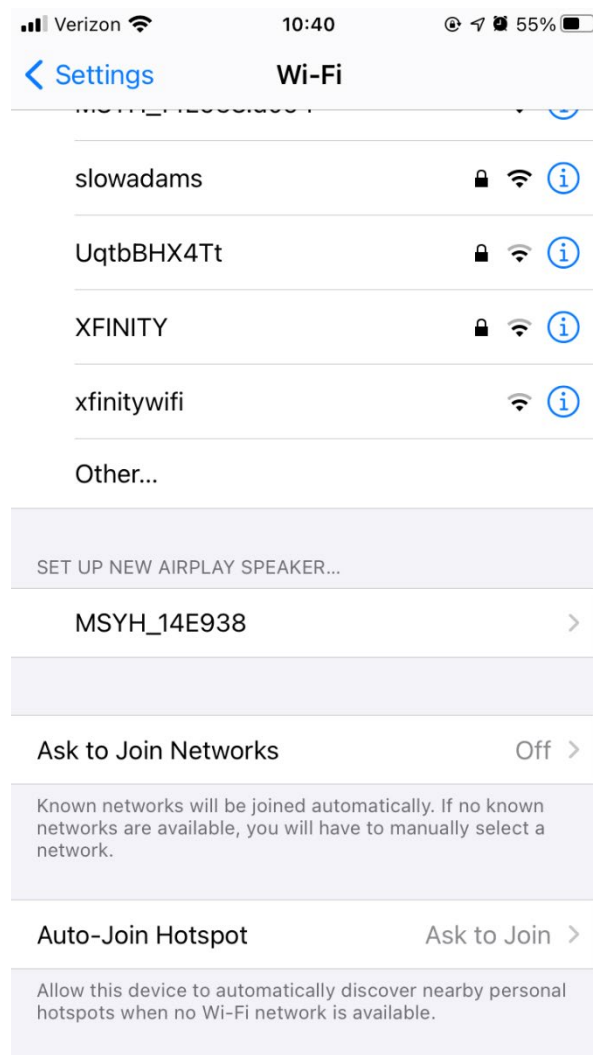 Verizon 10:40 55%
Settings Wi-Fi
slowadams
UqtbBHX4Tt
XFINITY
xfinitywifi
Other...
SET UP NEW AIRPLAY SPEAKER...
MSYH_14E938
Ask to Join Networks Off
Known networks will be joined automatically. If no known
networks are available, you will have to manually select a
network.
Auto-Join Hotspot Ask to Join
Allow this device to automatically discover nearby personal
hotspots when no Wi-Fi network is available.